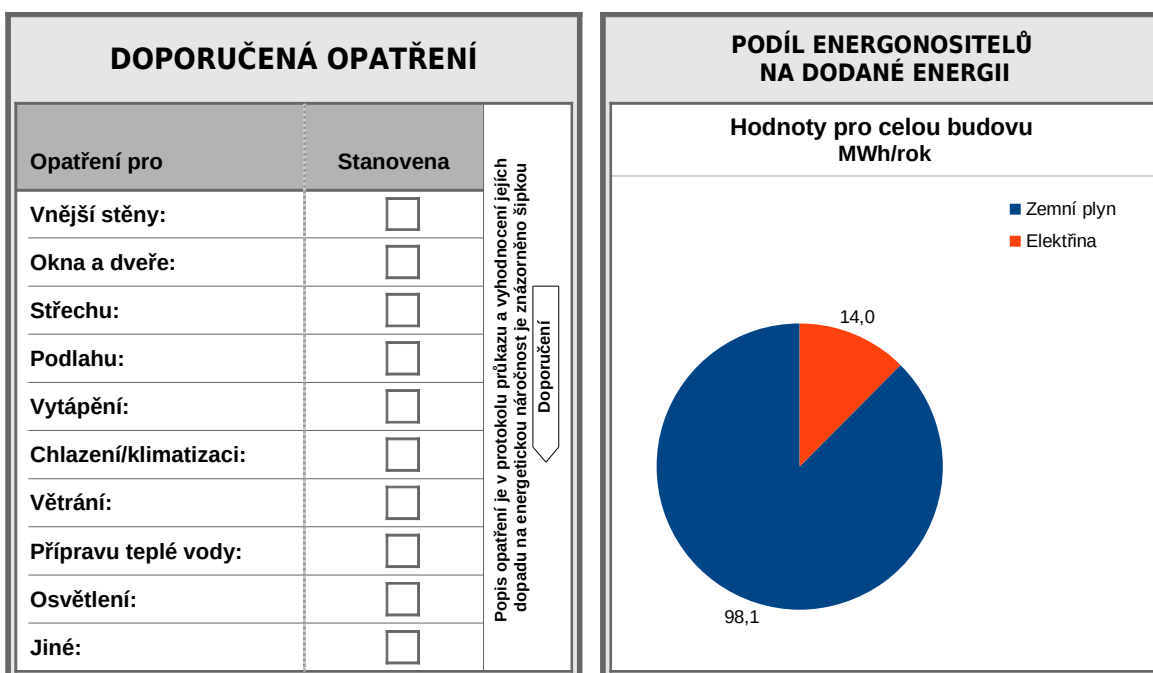 DOPORUČENÁ OPATŘENÍ
Opatření pro
Stanovena
Vnější stěny:
Okna a dveře:
Střechu:
Podlahu:
Vytápění:
Chlazení/klimatizaci:
Větrání:
Přípravu teplé vody:
Osvětlení:
Jiné:
Popis opatření je v protokolu průkazu a vyhodnocení jejích
dopadu na energetickou náročnost je znázorněno šipkou
Doporučení
PODÍL ENERGONOSITELŮ
NA DODANÉ ENERGII
Hodnoty pro celou budovu
MWh/rok
Zemní plyn
Elektřina
14,0
98,1